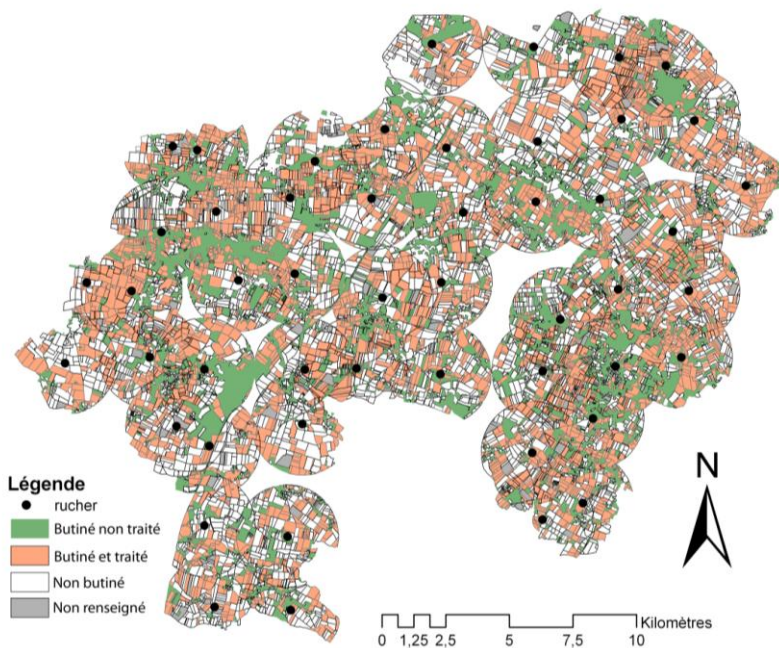 Légende
rucher
Butiné non traité
Butiné et traité
Non butiné
Non renseigné
N
Kilomètres
0 1,25 2,5 5 7,5 10